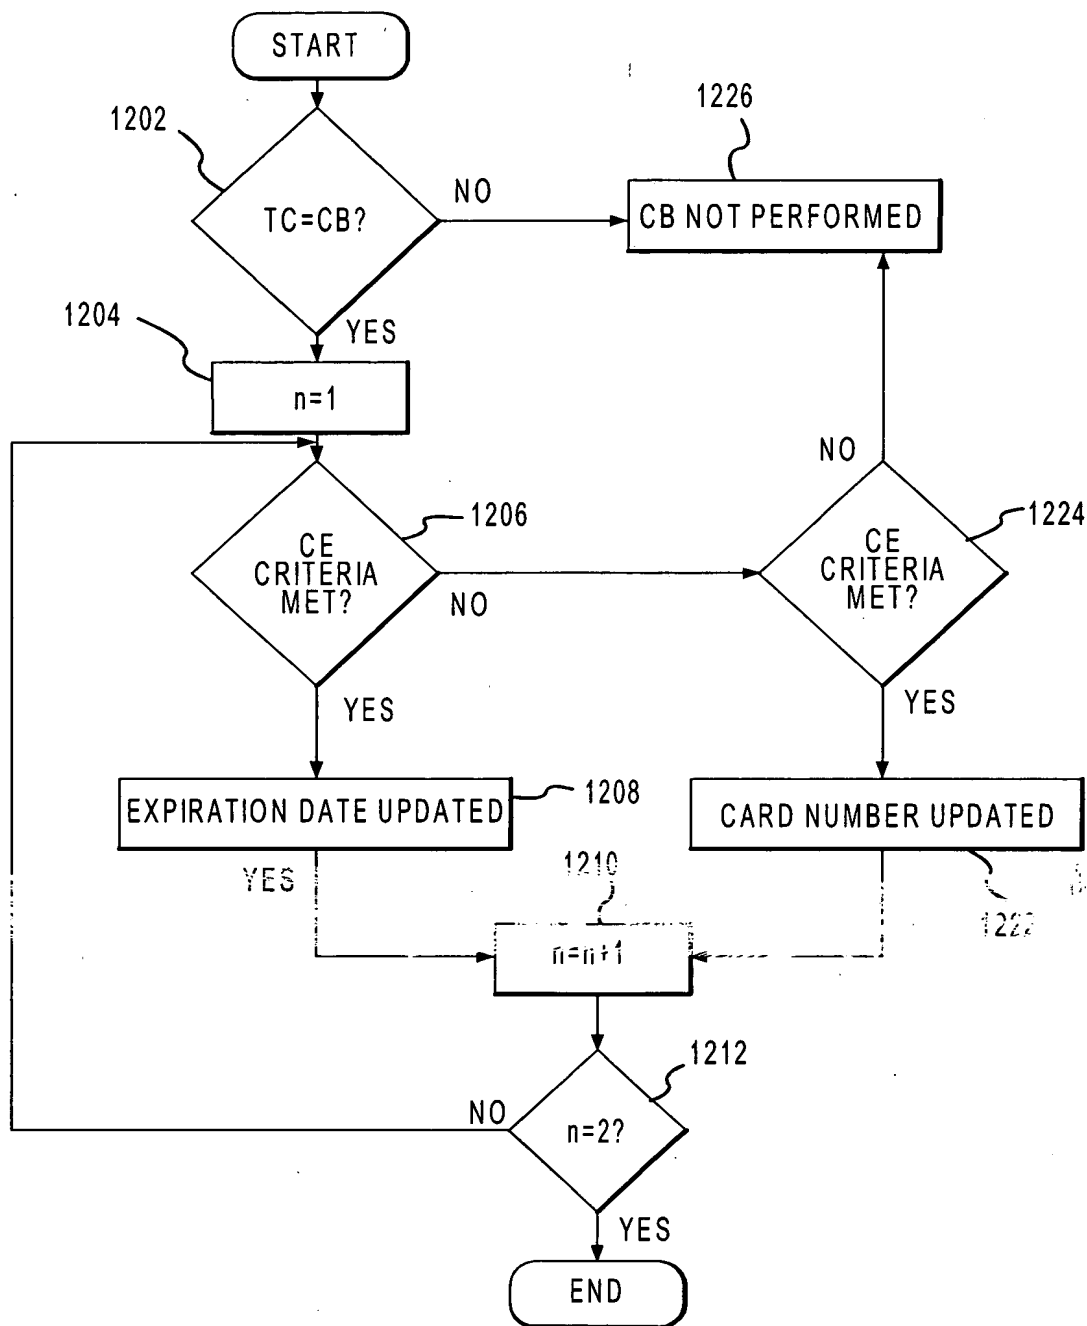 START
1202
TC=CB?
NO
1226
CB NOT PERFORMED
YES
1204
n=1
NO
1206
CE
CRITERIA
MET?
NO
1224
CE
CRITERIA
MET?
YES
YES
EXPIRATION DATE UPDATED
1208
CARD NUMBER UPDATED
YES
1210
1222
n=n+1
1212
NO
n=2?
YES
END